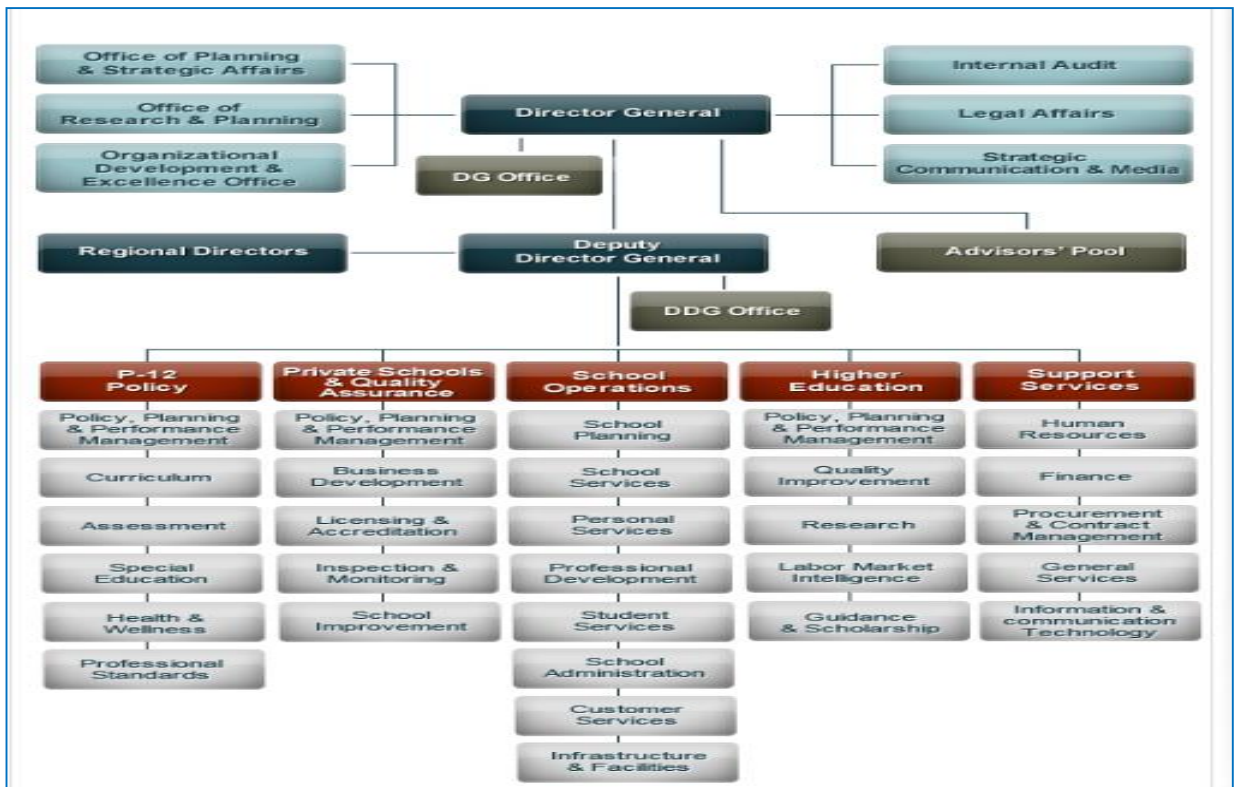 Office of Planning
& Strategic Affairs
Office of
Research & Planning
Organizational
Development &
Excellence Office
Director General
DG Office
Internal Audit
Legal Affairs
Strategic
Communication & Media
Regional Directors
Deputy
Director General
Advisors' Pool
DDG Office
P-12
Policy
Policy, Planning
& Performance
Management
Curriculum
Assessment
Special
Education
Health &
Wellness
Professional
Standards
Private Schools
& Quality
Assurance
Policy, Planning
& Performance
Management
Business
Development
Licensing &
Accreditation
Inspection &
Monitoring
School
Improvement
School
Operations
School
Planning
School
Services
Personal
Services
Professional
Development
Student
Services
School
Administration
Customer
Services
Infrastructure
& Facilities
Higher
Education
Policy, Planning
& Performance
Management
Quality
Improvement
Research
Labor Market
Intelligence
Guidance
& Scholarship
Support
Services
Human
Resources
Finance
Procurement
& Contract
Management
General
Services
Information &
communication
Technology